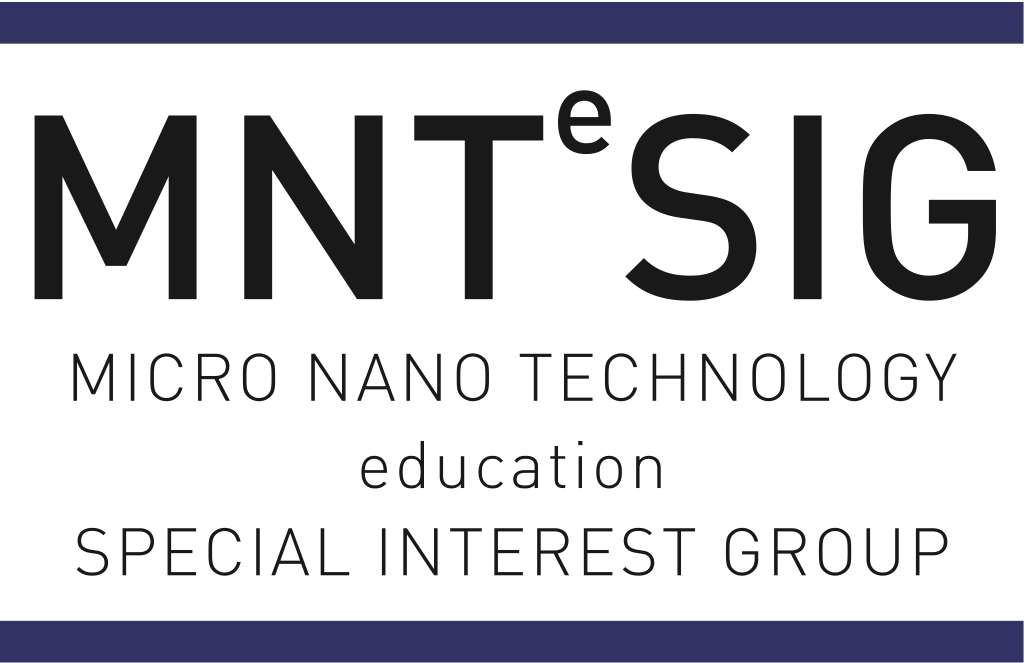 MNTeSIG
MICRO NANO TECHNOLOGY
education
SPECIAL INTEREST GROUP